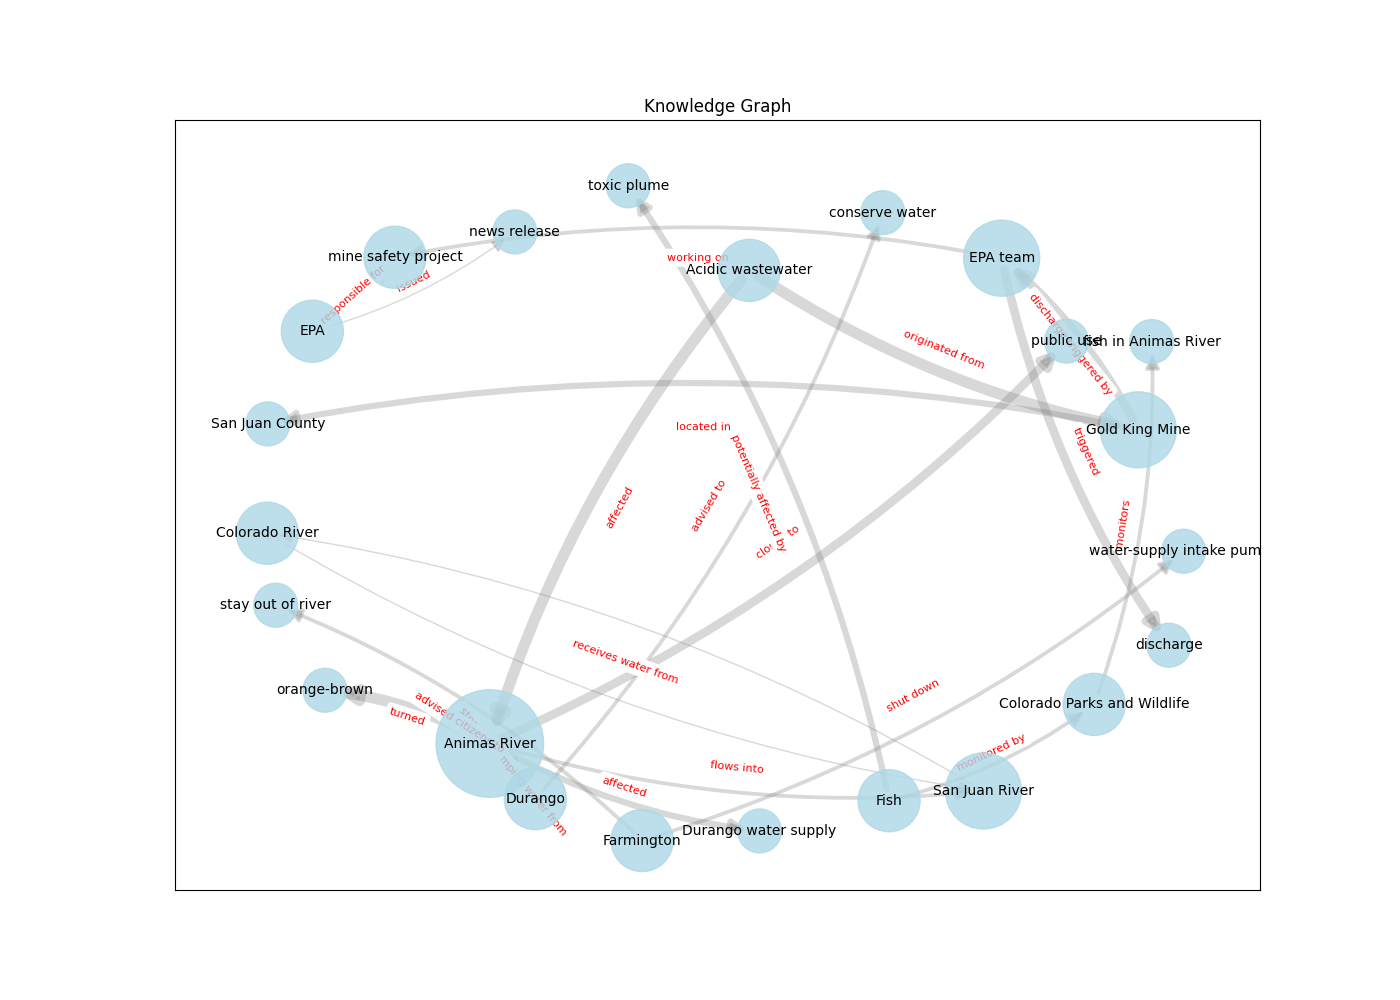 Knowledge Graph
toxic plume
conserve water
news release
mine safety project
EPA team
working on
Acidic wastewater
responsible for
issued
EPA
discharge
triggered by
public use
fish in Animas River
originated from
San Juan County
located in
Gold King Mine
triggered
potentially affected by
advised to
affected
closed to
monitors
Colorado River
water-supply intake pum
stay out of river
discharge
receives water from
orange-brown
turned
advised citizens to
shut down
Colorado Parks and Wildlife
Animas River
monitored by
flows into
affected
Durango
water from
Fish
San Juan River
Farmington
Durango water supply